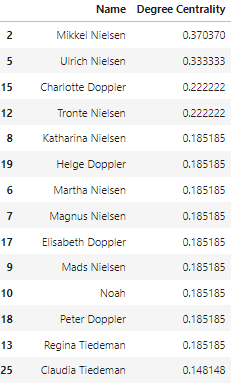 Name Degree Centrality
2 Mikkel Nielsen 0.370370
5 Ulrich Nielsen 0.333333
15 Charlotte Doppler 0.222222
12 Tronte Nielsen 0.222222
8 Katharina Nielsen 0.185185
19 Helge Doppler 0.185185
6 Martha Nielsen 0.185185
7 Magnus Nielsen 0.185185
17 Elisabeth Doppler 0.185185
9 Mads Nielsen 0.185185
10 Noah 0.185185
18 Peter Doppler 0.185185
13 Regina Tiedeman 0.185185
25 Claudia Tiedeman 0.148148